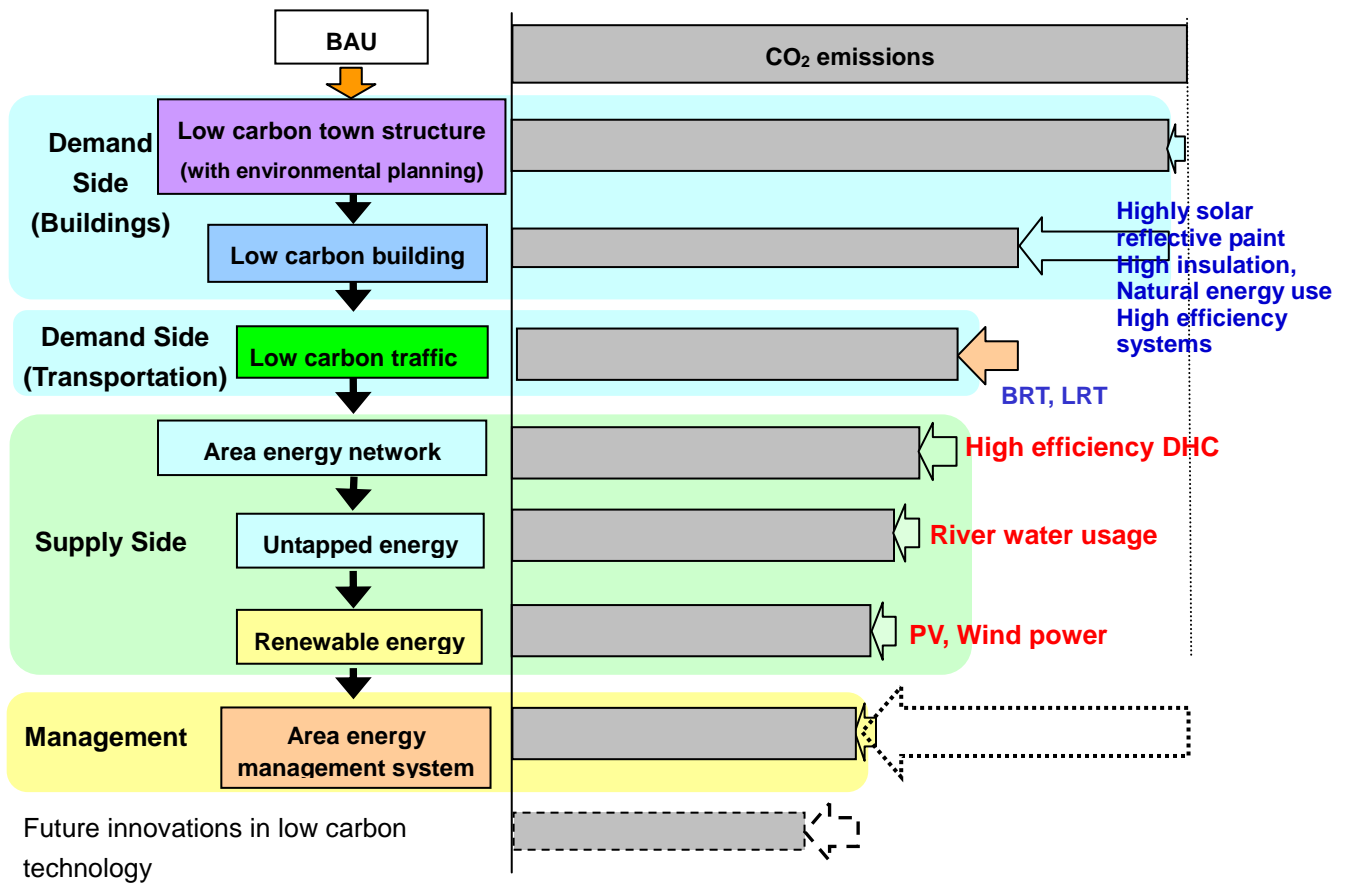 BAU
CO₂ emissions
Demand
Side
(Buildings)
Low carbon town structure
(with environmental planning)
Low carbon building
Highly solar
reflective paint
High insulation,
Natural energy use
High efficiency
systems
Demand Side
(Transportation)
Low carbon traffic
BRT, LRT
Supply Side
Area energy network
High efficiency DHC
Untapped energy
River water usage
Renewable energy
PV, Wind power
Management
Area energy
management system
Future innovations in low carbon
technology